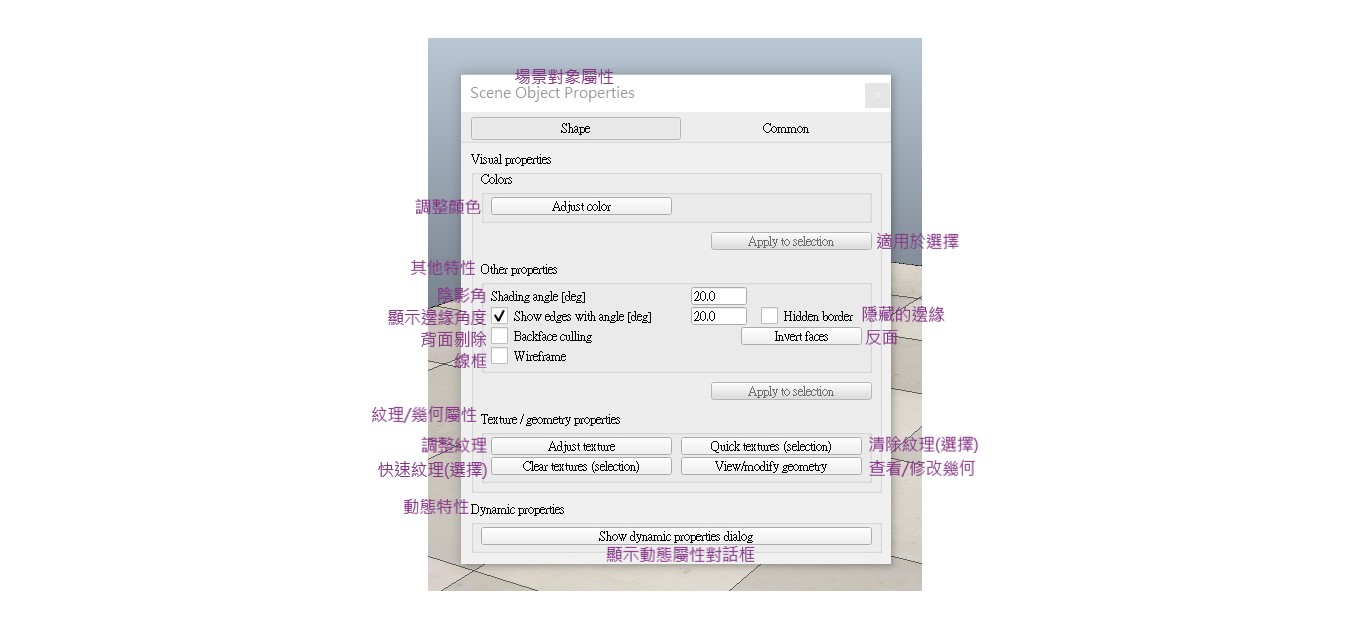 場景對象屬性
Scene Object Properties
Shape Common
Visual properties
Colors
調整顏色 Adjust color
Apply to selection 適用於選擇
其他特性 Other properties
陰影角 Shading angle [deg] 20.0
顯示邊緣角度 Show edges with angle [deg] 20.0 Hidden border 隱藏的邊緣
背面剔除 Backface culling Invert faces 反面
線框 Wireframe
Apply to selection
紋理/幾何屬性 Texture / geometry properties
調整紋理 Adjust texture Quick textures (selection) 清除紋理(選擇)
快速紋理(選擇) Clear textures (selection) View/modify geometry 查看/修改幾何
動態特性 Dynamic properties
Show dynamic properties dialog
顯示動態屬性對話框